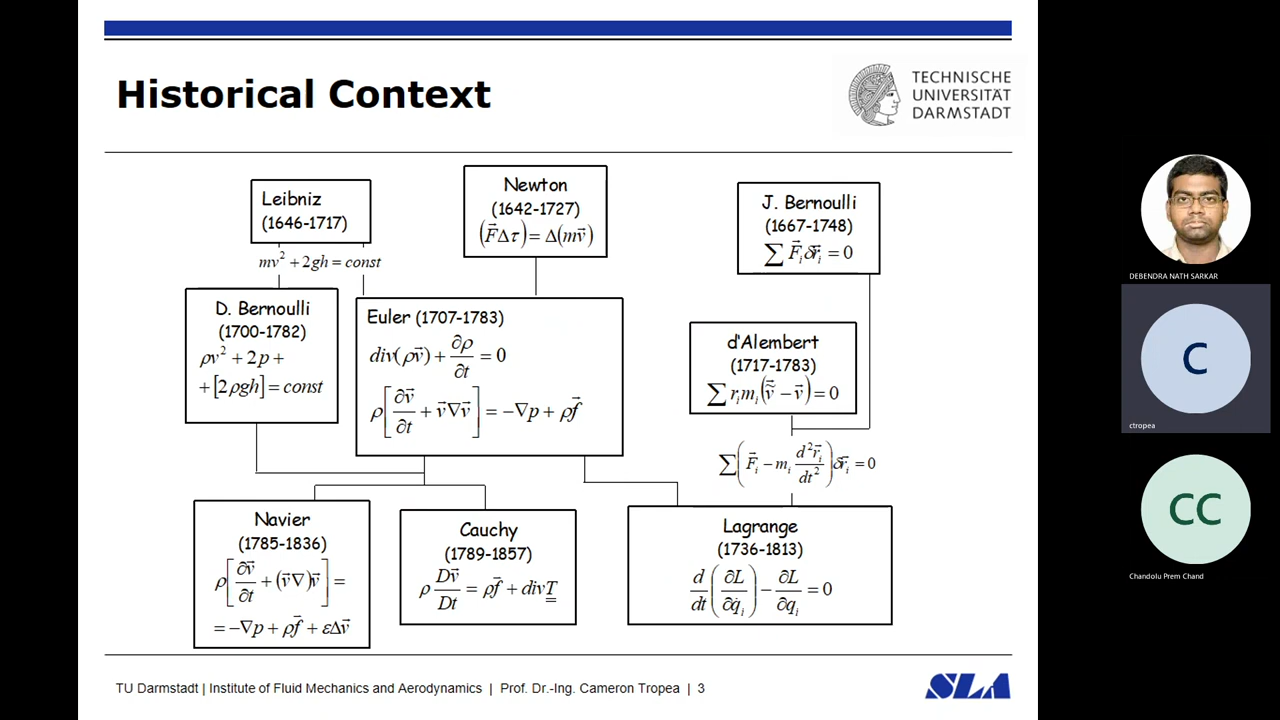 Historical Context
TECHNISCHE
UNIVERSITÄT
DARMSTADT
Leibniz
(1646-1717)
mv² + 2gh = const
Newton
(1642-1727)
(F⃗Δτ) = Δ(mv⃗)
J. Bernoulli
(1667-1748)
∑ F⃗ᵢδr⃗ᵢ = 0
D. Bernoulli
(1700-1782)
ρv² + 2p +
+ [2ρgh] = const
Euler (1707-1783)
div(ρv⃗) + ∂ρ/∂t = 0
ρ[∂v⃗/∂t + v⃗∇v⃗] = −∇p + ρf⃗
d'Alembert
(1717-1783)
∑ rᵢmᵢ(ṽ⃗ − v⃗) = 0
∑(F⃗ᵢ − mᵢ d²r⃗ᵢ/dt²)δr⃗ᵢ = 0
Navier
(1785-1836)
ρ[∂v⃗/∂t + (v⃗∇)v⃗] =
= −∇p + ρf⃗ + εΔv⃗
Cauchy
(1789-1857)
ρ Dv⃗/Dt = ρf⃗ + divT
Lagrange
(1736-1813)
d/dt(∂L/∂q̇ᵢ) − ∂L/∂qᵢ = 0
TU Darmstadt | Institute of Fluid Mechanics and Aerodynamics | Prof. Dr.-Ing. Cameron Tropea | 3
SLA
DEBENDRA NATH SARKAR
C
ctropea
CC
Chandolu Prem Chand